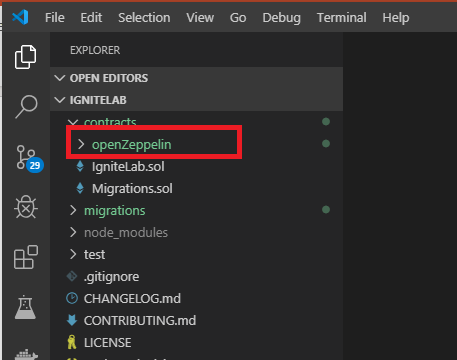 File Edit View Go Debug Terminal Help
EXPLORER
OPEN EDITORS
IGNITELAB
contracts
openZeppelin
IgniteLab.sol
Migrations.sol
29
migrations
node_modules
test
.gitignore
CHANGELOG.md
CONTRIBUTING.md
LICENSE